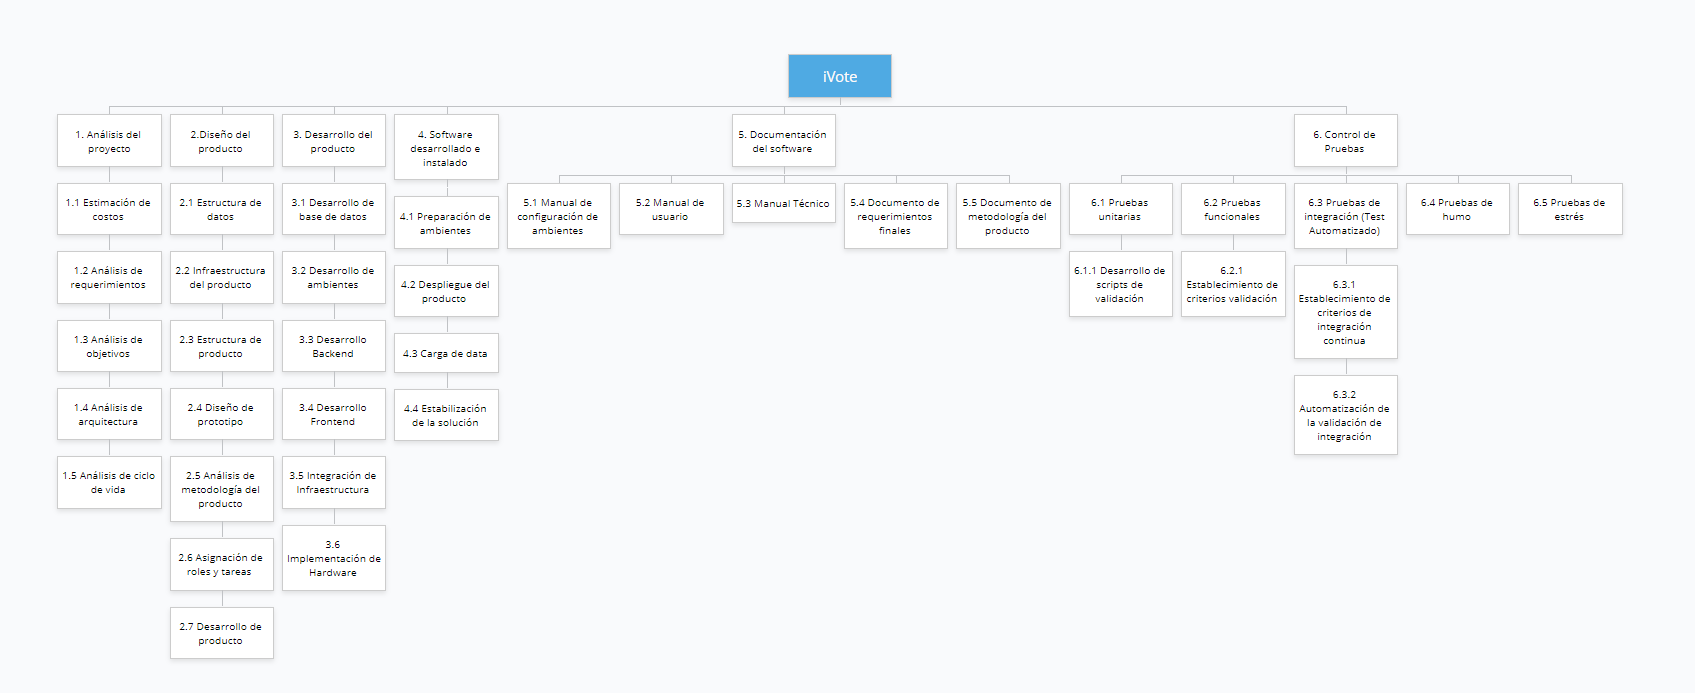 iVote
1. Análisis del
proyecto
1.1 Estimación de
costos
1.2 Análisis de
requerimientos
1.3 Análisis de
objetivos
1.4 Análisis de
arquitectura
1.5 Análisis de ciclo
de vida
2.Diseño del
producto
2.1 Estructura de
datos
2.2 Infraestructura
del producto
2.3 Estructura de
producto
2.4 Diseño de
prototipo
2.5 Análisis de
metodología del
producto
2.6 Asignación de
roles y tareas
2.7 Desarrollo de
producto
3. Desarrollo del
producto
3.1 Desarrollo de
base de datos
3.2 Desarrollo de
ambientes
3.3 Desarrollo
Backend
3.4 Desarrollo
Frontend
3.5 Integración de
Infraestructura
3.6
Implementación de
Hardware
4. Software
desarrollado e
instalado
4.1 Preparación de
ambientes
4.2 Despliegue del
producto
4.3 Carga de data
4.4 Estabilización
de la solución
5. Documentación
del software
5.1 Manual de
configuración de
ambientes
5.2 Manual de
usuario
5.3 Manual Técnico
5.4 Documento de
requerimientos
finales
5.5 Documento de
metodología del
producto
6. Control de
Pruebas
6.1 Pruebas
unitarias
6.1.1 Desarrollo de
scripts de
validación
6.2 Pruebas
funcionales
6.2.1
Establecimiento de
criterios validación
6.3 Pruebas de
integración (Test
Automatizado)
6.3.1
Establecimiento de
criterios de
integración
continua
6.3.2
Automatización de
la validación de
integración
6.4 Pruebas de
humo
6.5 Pruebas de
estrés